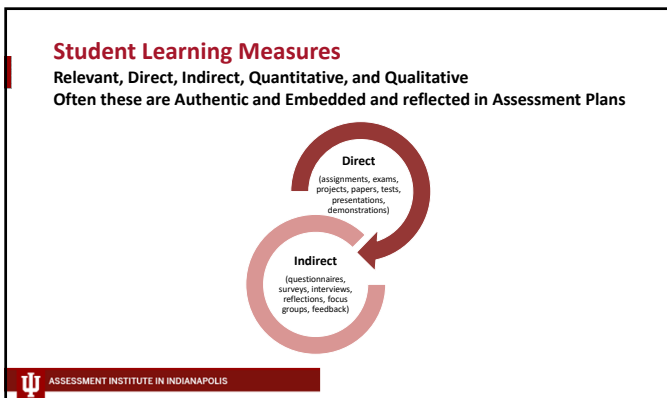 Student Learning Measures
Relevant, Direct, Indirect, Quantitative, and Qualitative
Often these are Authentic and Embedded and reflected in Assessment Plans
Direct
(assignments, exams,
projects, papers, tests,
presentations,
demonstrations)
Indirect
(questionnaires,
surveys, interviews,
reflections, focus
groups, feedback)
ASSESSMENT INSTITUTE IN INDIANAPOLIS